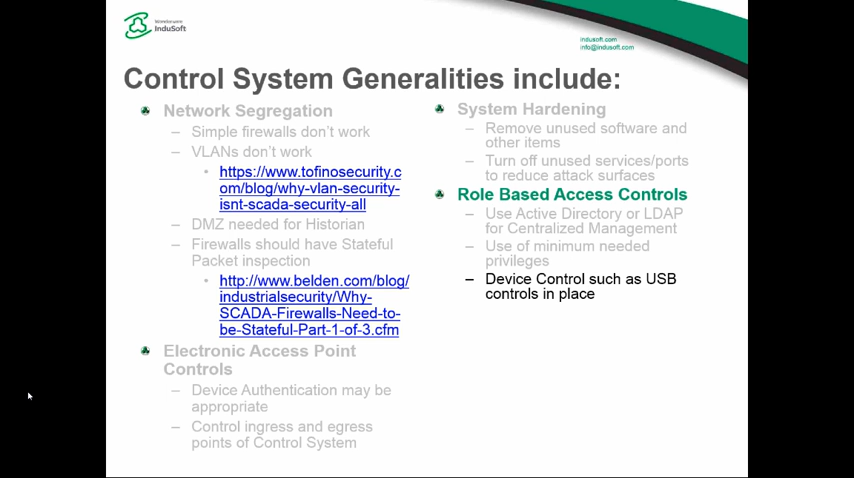 Wonderware
InduSoft
indusoft.com
info@indusoft.com
Control System Generalities include:
Network Segregation
– Simple firewalls don't work
– VLANs don't work
• https://www.tofinosecurity.c
om/blog/why-vlan-security-
isnt-scada-security-all
– DMZ needed for Historian
– Firewalls should have Stateful
Packet inspection
• http://www.belden.com/blog/
industrialsecurity/Why-
SCADA-Firewalls-Need-to-
be-Stateful-Part-1-of-3.cfm
Electronic Access Point
Controls
– Device Authentication may be
appropriate
– Control ingress and egress
points of Control System
System Hardening
– Remove unused software and
other items
– Turn off unused services/ports
to reduce attack surfaces
Role Based Access Controls
– Use Active Directory or LDAP
for Centralized Management
– Use of minimum needed
privileges
– Device Control such as USB
controls in place